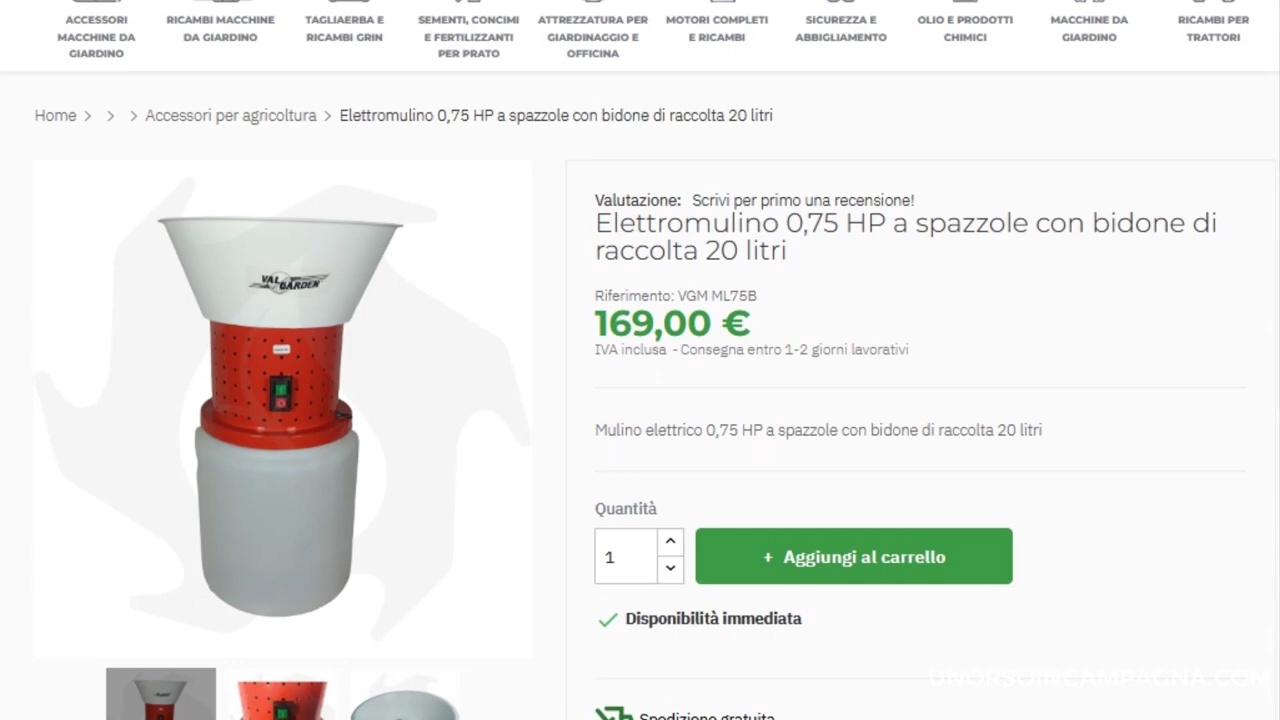 ACCESSORI MACCHINE DA GIARDINO
RICAMBI MACCHINE DA GIARDINO
TAGLIAERBA E RICAMBI GRIN
SEMENTI, CONCIMI E FERTILIZZANTI PER PRATO
ATTREZZATURA PER GIARDINAGGIO E OFFICINA
MOTORI COMPLETI E RICAMBI
SICUREZZA E ABBIGLIAMENTO
OLIO E PRODOTTI CHIMICI
MACCHINE DA GIARDINO
RICAMBI PER TRATTORI
Home > > > Accessori per agricoltura > Elettromulino 0,75 HP a spazzole con bidone di raccolta 20 litri
VAL GARDEN
Valutazione: Scrivi per primo una recensione!
Elettromulino 0,75 HP a spazzole con bidone di
raccolta 20 litri
Riferimento: VGM ML75B
169,00 €
IVA inclusa - Consegna entro 1-2 giorni lavorativi
Mulino elettrico 0,75 HP a spazzole con bidone di raccolta 20 litri
Quantità
1
+ Aggiungi al carrello
Disponibilità immediata
UNORSOINCAMPAGNA.COM
Spedizione gratuita